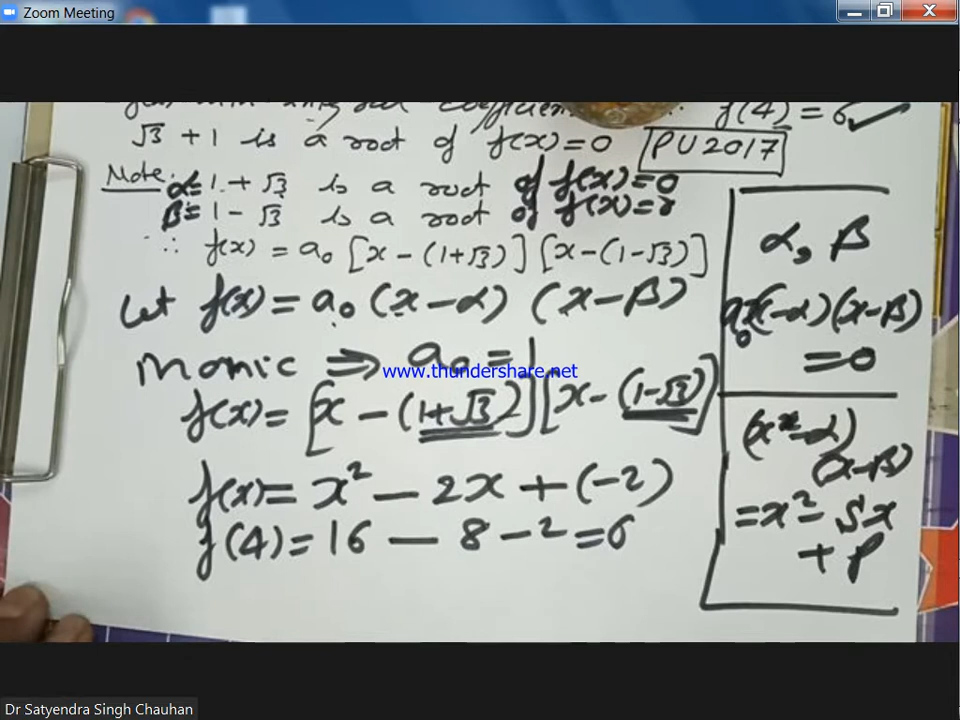 Zoom Meeting
f(4) = 6 ✓
√3 + 1 is a root of f(x)=0 PU 2017
Note: α = 1 + √3 is a root of f(x)=0
β = 1 - √3 is a root of f(x)=
∴ f(x) = a₀ [x - (1+√3)] [x - (1-√3)]
Let f(x) = a₀ (x - α) (x - β)
Monic ⇒ a₀ = 1
www.thundershare.net
f(x) = [x - (1+√3)] [x - (1-√3)]
f(x) = x² - 2x + (-2)
f(4) = 16 - 8 - 2 = 6
α, β
a₀(x-α)(x-β)
= 0
(x-α)
(x-β)
= x² - Sx
+ P
Dr Satyendra Singh Chauhan